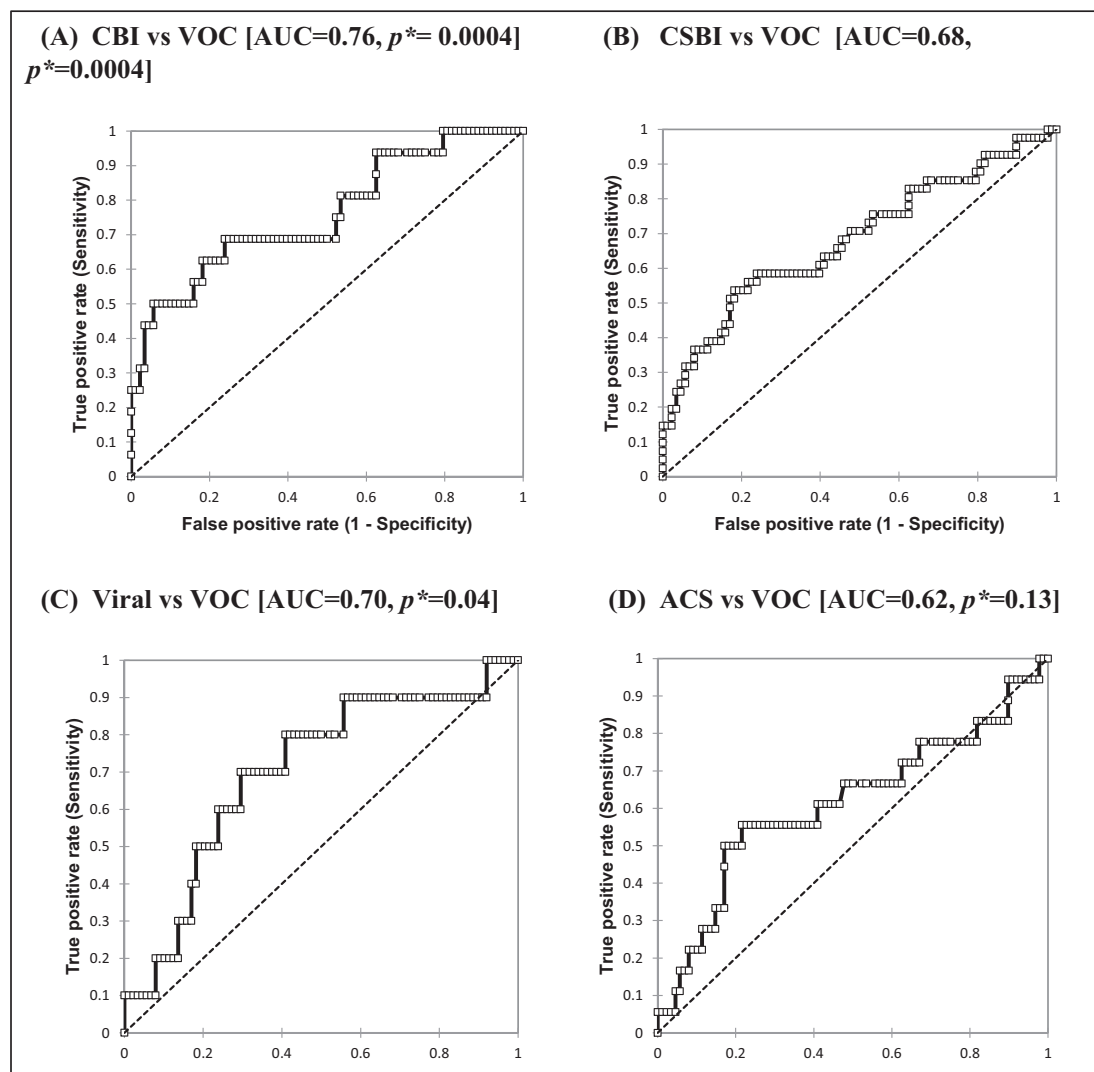 (A) CBI vs VOC [AUC=0.76, p*= 0.0004]
(B) CSBI vs VOC [AUC=0.68,
p*=0.0004]
1
0.9
0.8
0.7
0.6
0.5
0.4
0.3
0.2
0.1
0
True positive rate (Sensitivity)
0 0.2 0.4 0.6 0.8 1
False positive rate (1 - Specificity)
1
0.9
0.8
0.7
0.6
0.5
0.4
0.3
0.2
0.1
0
True positive rate (Sensitivity)
0 0.2 0.4 0.6 0.8 1
False positive rate (1 - Specificity)
(C) Viral vs VOC [AUC=0.70, p*=0.04]
(D) ACS vs VOC [AUC=0.62, p*=0.13]
1
0.9
0.8
0.7
0.6
0.5
0.4
0.3
0.2
0.1
0
True positive rate (Sensitivity)
0 0.2 0.4 0.6 0.8 1
1
0.9
0.8
0.7
0.6
0.5
0.4
0.3
0.2
0.1
0
True positive rate (Sensitivity)
0 0.2 0.4 0.6 0.8 1